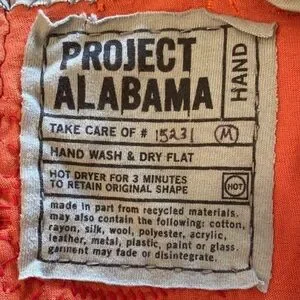 PROJECT
ALABAMA
HAND
TAKE CARE OF # 15231 M
HAND WASH & DRY FLAT
HOT DRYER FOR 3 MINUTES
TO RETAIN ORIGINAL SHAPE
HOT
made in part from recycled materials.
may also contain the following: cotton,
rayon, silk, wool, polyester, acrylic,
leather, metal, plastic, paint or glass.
garment may fade or disintegrate.